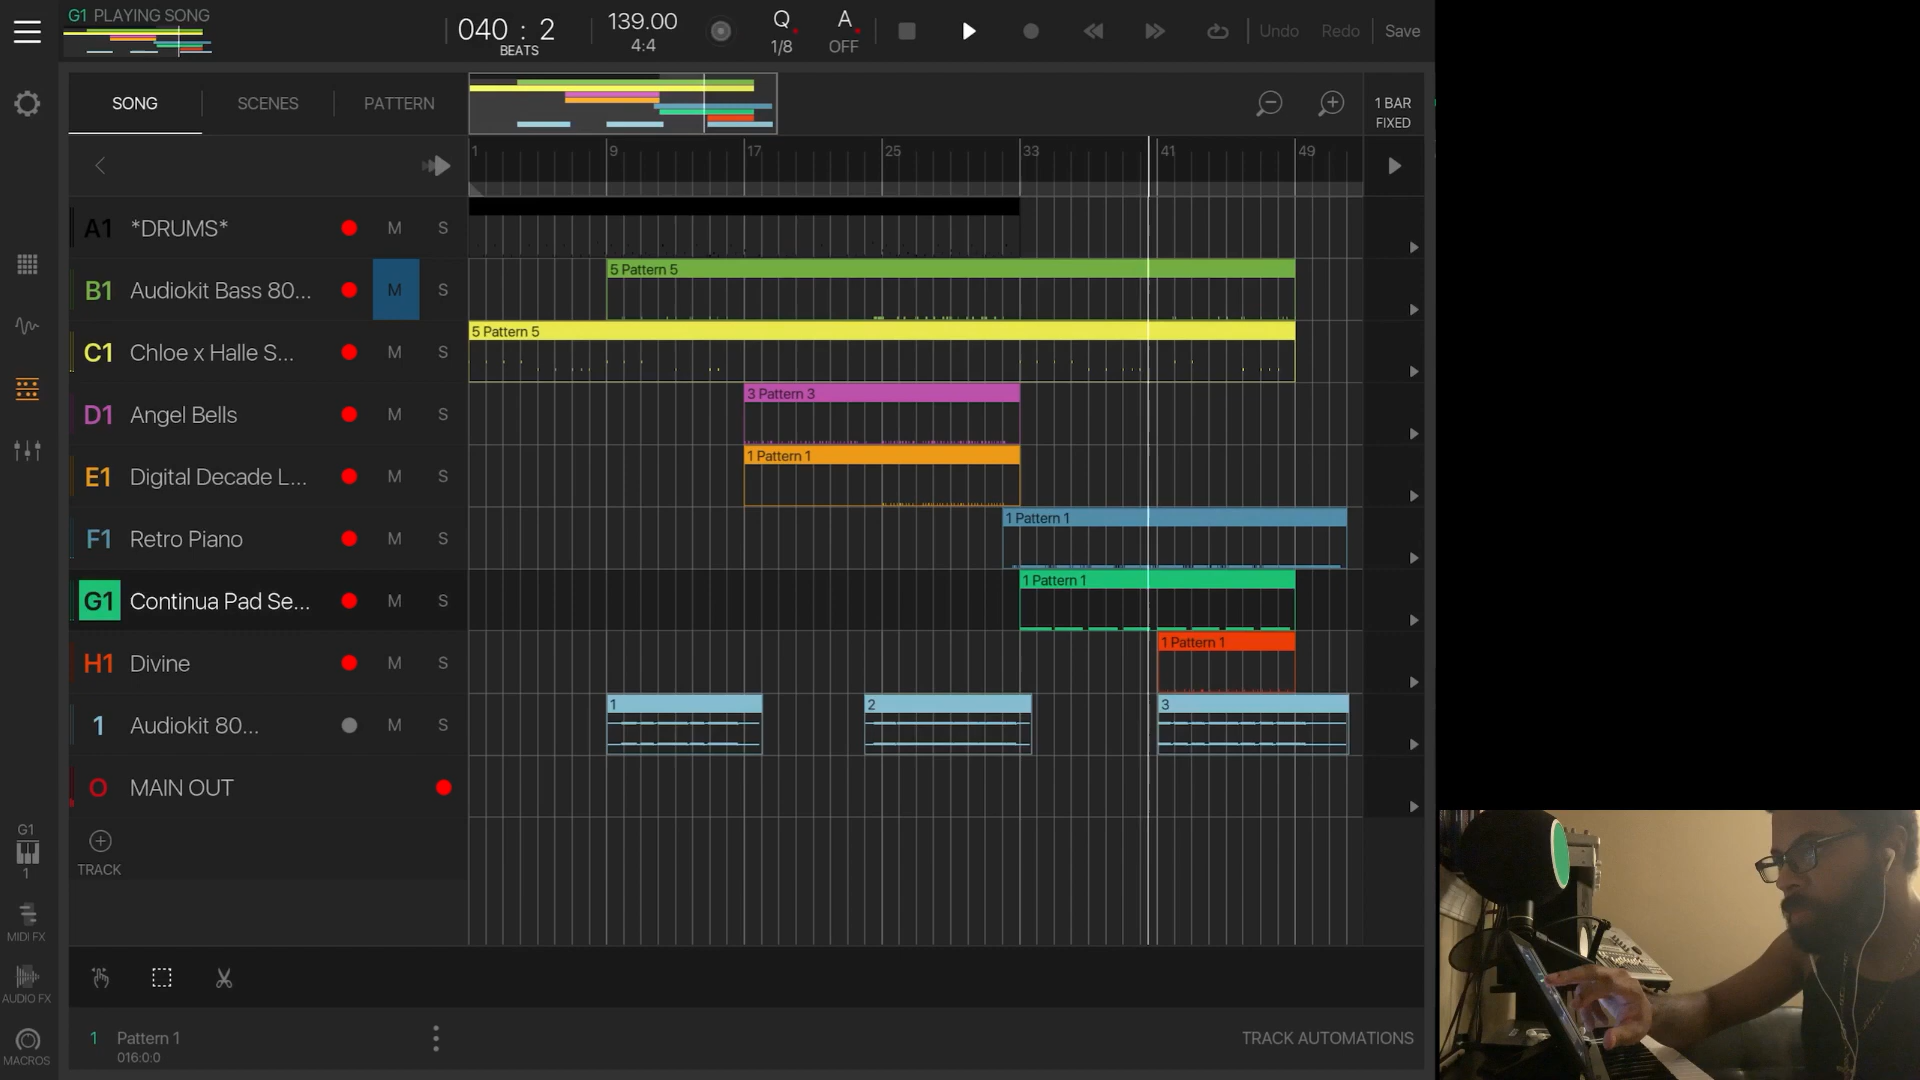 G1 PLAYING SONG
040 : 2
BEATS
139.00
4:4
Q
1/8
A
OFF
Undo
Redo
Save
SONG
SCENES
PATTERN
1 BAR
FIXED
1
9
17
25
33
41
49
A1 *DRUMS* M S
B1 Audiokit Bass 80... M S
5 Pattern 5
C1 Chloe x Halle S... M S
5 Pattern 5
D1 Angel Bells M S
3 Pattern 3
E1 Digital Decade L... M S
1 Pattern 1
F1 Retro Piano M S
1 Pattern 1
G1 Continua Pad Se... M S
1 Pattern 1
H1 Divine M S
1 Pattern 1
1 Audiokit 80... M S
1
2
3
O MAIN OUT
TRACK
G1
1
MIDI FX
AUDIO FX
MACROS
1 Pattern 1
016:0:0
TRACK AUTOMATIONS